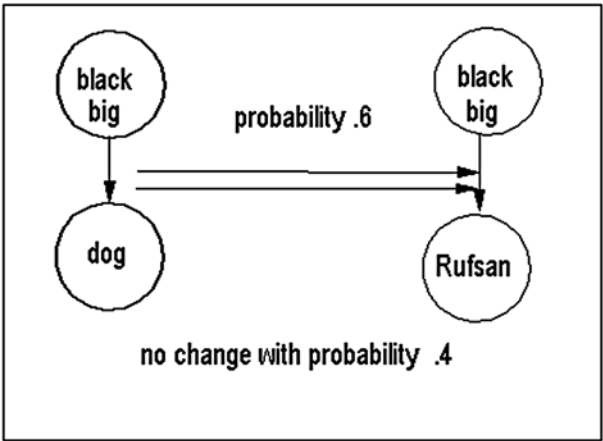 black
big
black
big
probability .6
dog
Rufsan
no change with probability .4